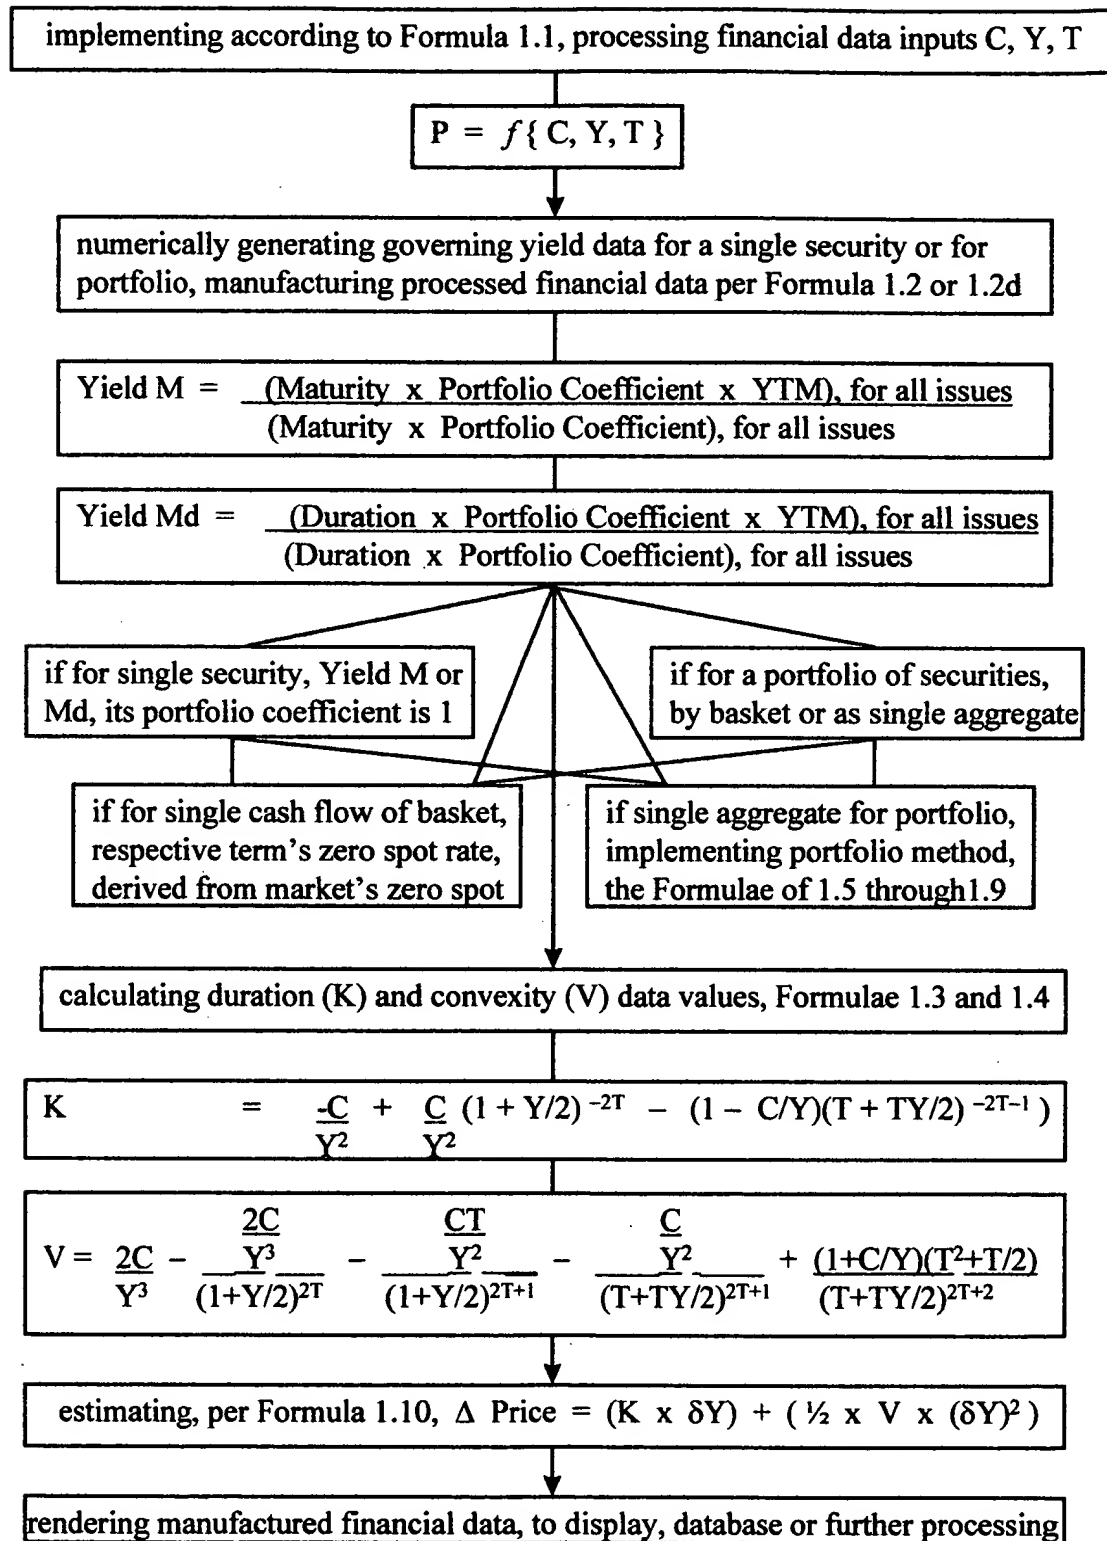 implementing according to Formula 1.1, processing financial data inputs C, Y, T
P = f{ C, Y, T }
numerically generating governing yield data for a single security or for
portfolio, manufacturing processed financial data per Formula 1.2 or 1.2d
Yield M = (Maturity x Portfolio Coefficient x YTM), for all issues
(Maturity x Portfolio Coefficient), for all issues
Yield Md = (Duration x Portfolio Coefficient x YTM), for all issues
(Duration x Portfolio Coefficient), for all issues
if for single security, Yield M or
Md, its portfolio coefficient is 1
if for a portfolio of securities,
by basket or as single aggregate
if for single cash flow of basket,
respective term's zero spot rate,
derived from market's zero spot
if single aggregate for portfolio,
implementing portfolio method,
the Formulae of 1.5 through1.9
calculating duration (K) and convexity (V) data values, Formulae 1.3 and 1.4
K = -C + C (1 + Y/2) ⁻²ᵀ − (1 − C/Y)(T + TY/2) ⁻²ᵀ⁻¹ )
Y² Y²
2C CT C
V = 2C − Y³ − Y² − Y² + (1+C/Y)(T²+T/2)
Y³ (1+Y/2)²ᵀ (1+Y/2)²ᵀ⁺¹ (T+TY/2)²ᵀ⁺¹ (T+TY/2)²ᵀ⁺²
estimating, per Formula 1.10, Δ Price = (K x δY) + ( ½ x V x (δY)² )
rendering manufactured financial data, to display, database or further processing